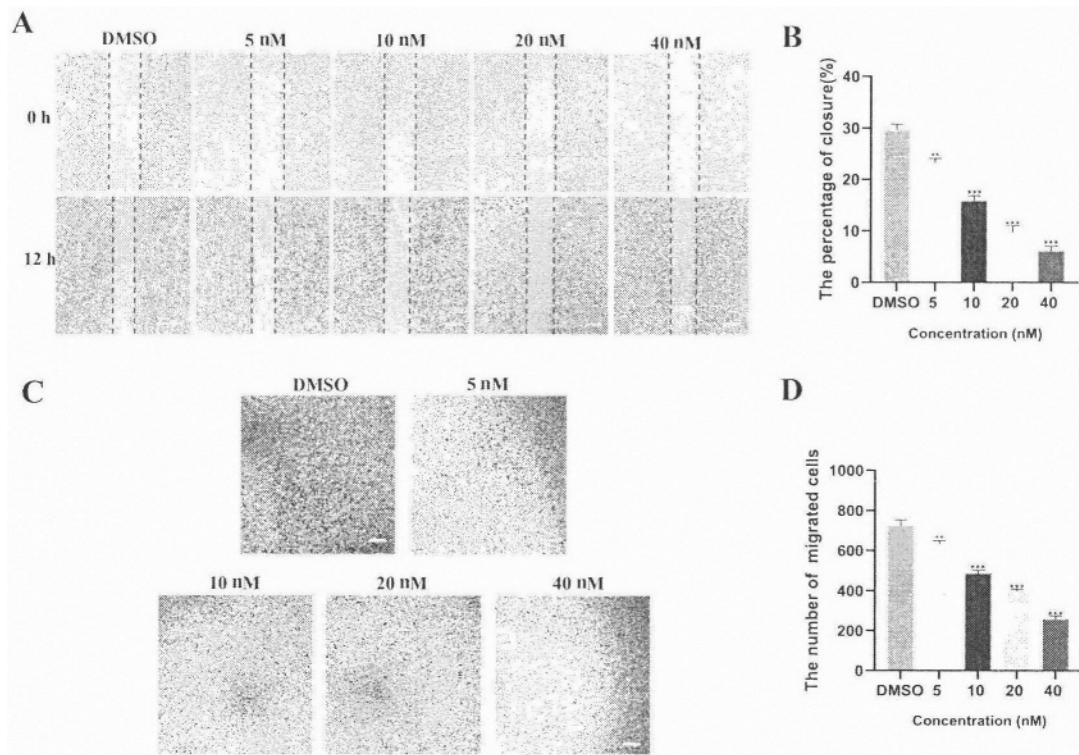 A
DMSO 5 nM 10 nM 20 nM 40 nM
0 h
12 h
B
The percentage of closure(%)
40
30
20
10
0
** *** *** ***
DMSO 5 10 20 40
Concentration (nM)
C
DMSO 5 nM
10 nM 20 nM 40 nM
D
The number of migrated cells
1000
800
600
400
200
0
** *** *** ***
DMSO 5 10 20 40
Concentration (nM)